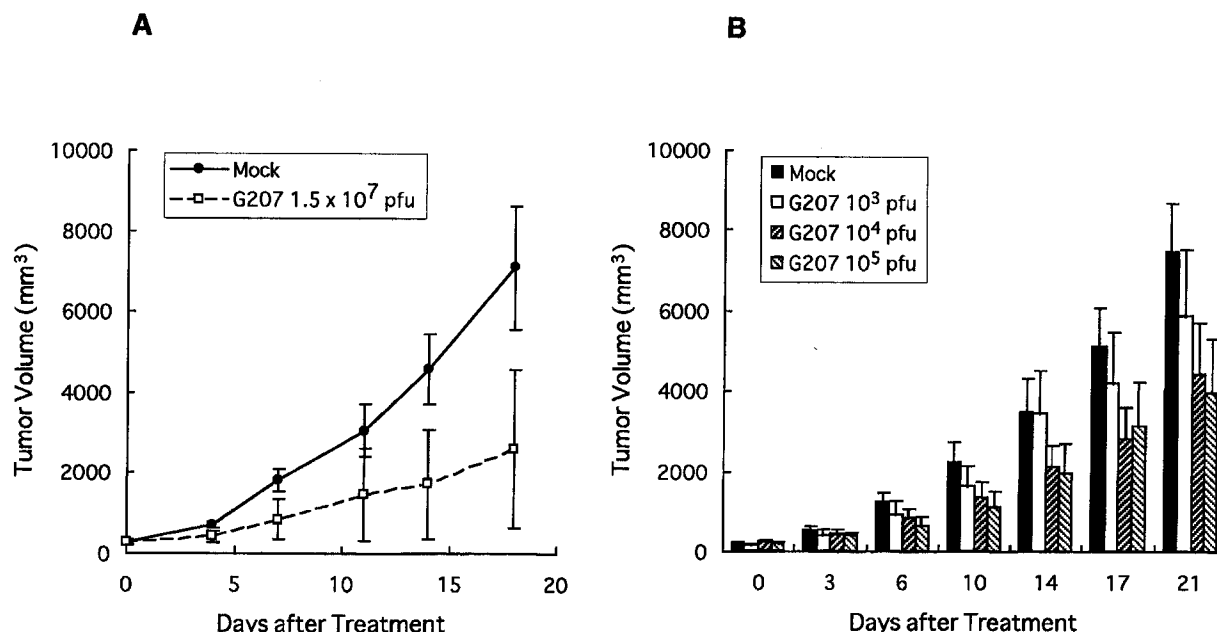 A
10000
8000
6000
4000
2000
0
Tumor Volume (mm³)
Mock
G207 1.5 x 10⁷ pfu
0 5 10 15 20
Days after Treatment
B
10000
8000
6000
4000
2000
0
Tumor Volume (mm³)
Mock
G207 10³ pfu
G207 10⁴ pfu
G207 10⁵ pfu
0 3 6 10 14 17 21
Days after Treatment